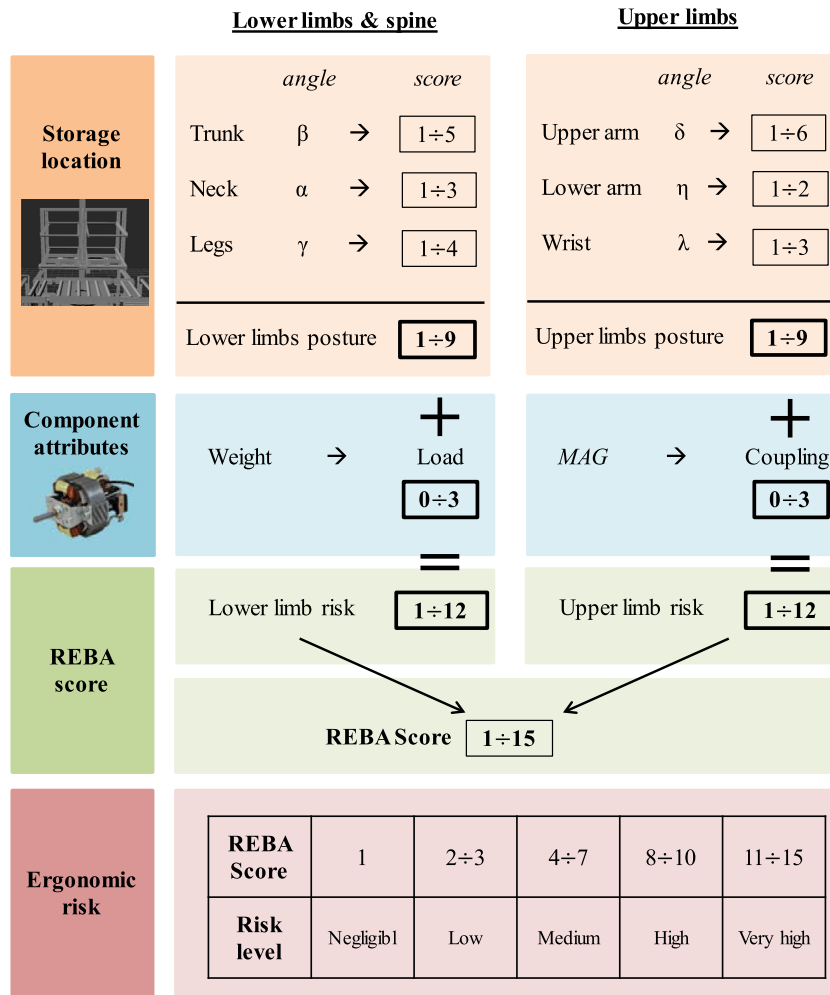 Lower limbs & spine
Upper limbs
Storage
location
angle score
Trunk β → 1÷5
Neck α → 1÷3
Legs γ → 1÷4
Lower limbs posture 1÷9
angle score
Upper arm δ → 1÷6
Lower arm η → 1÷2
Wrist λ → 1÷3
Upper limbs posture 1÷9
Component
attributes
+
Weight → Load
0÷3
=
+
MAG → Coupling
0÷3
=
REBA
score
Lower limb risk 1÷12
Upper limb risk 1÷12
REBA Score 1÷15
Ergonomic
risk
REBA
Score
1 2÷3 4÷7 8÷10 11÷15
Risk
level
Negligibl Low Medium High Very high